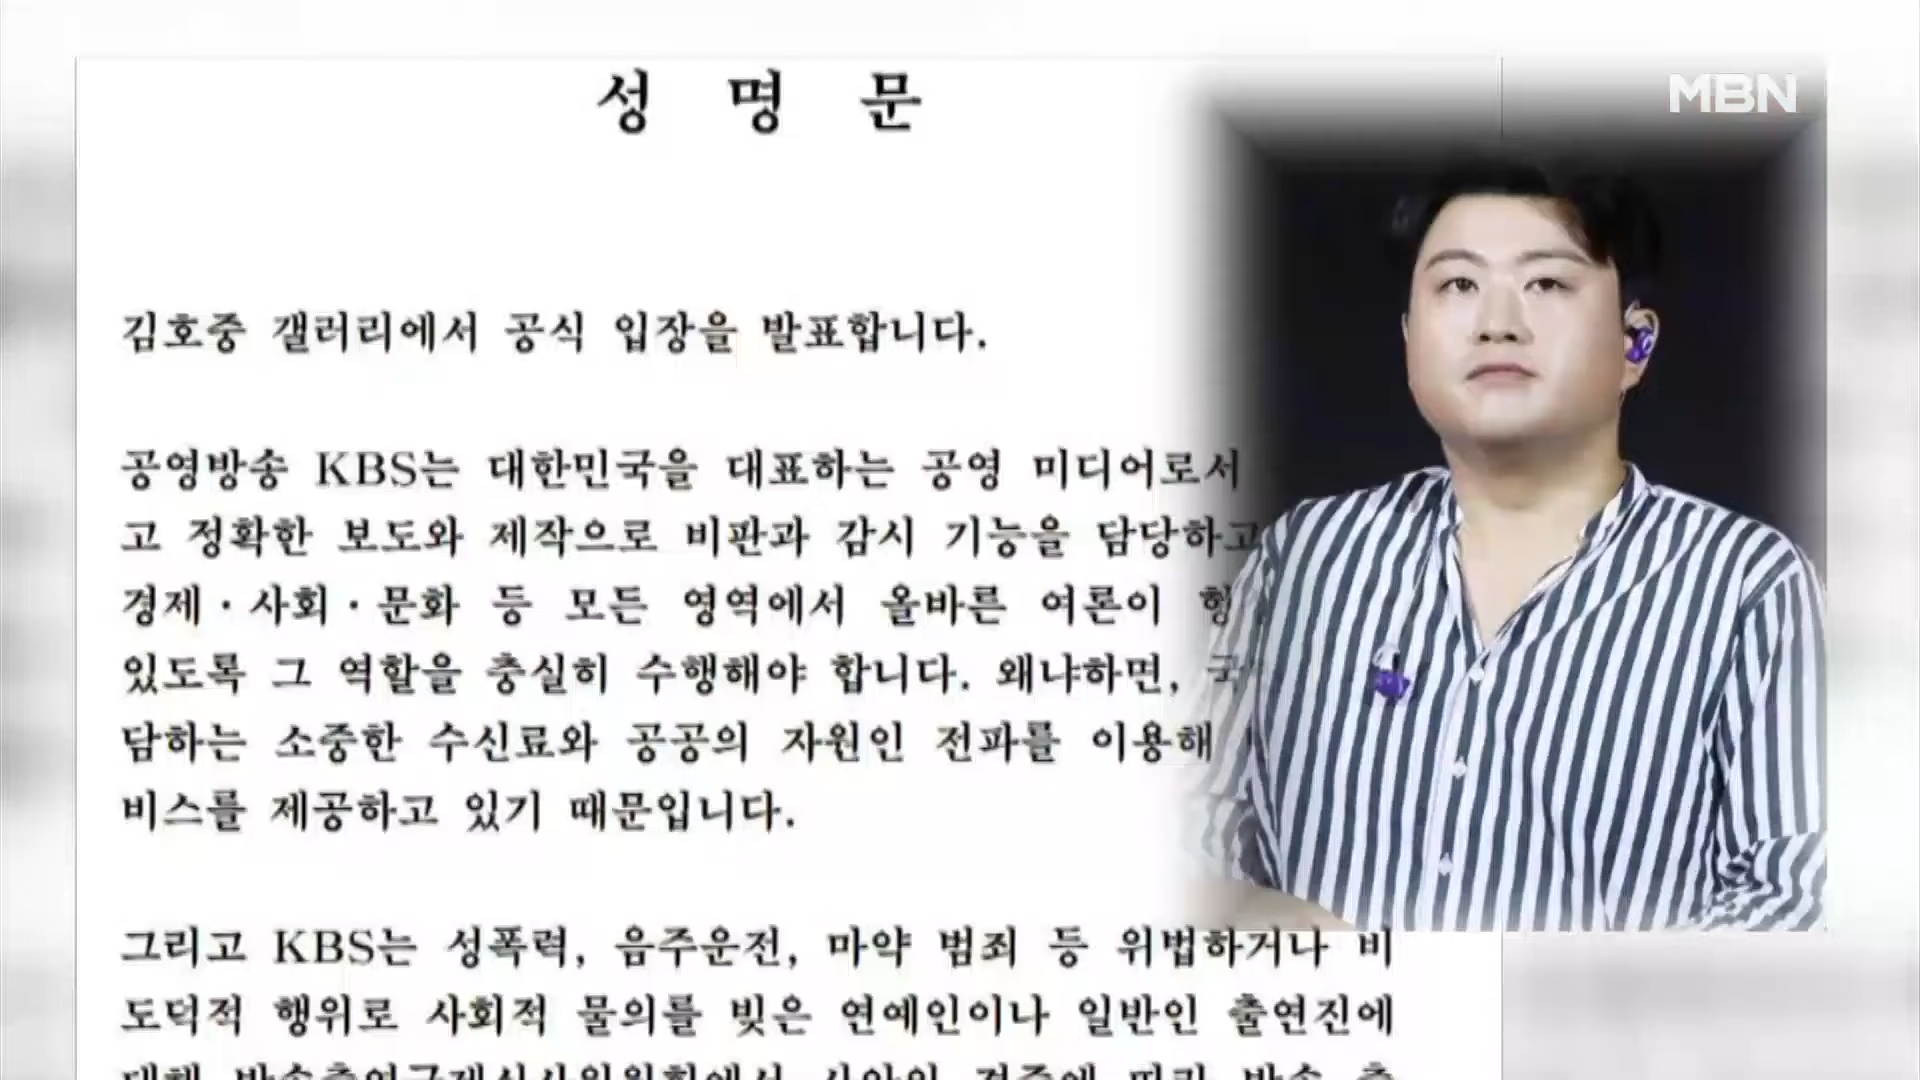 MBN
성 명 문
김호중 갤러리에서 공식 입장을 발표합니다.
공영방송 KBS는 대한민국을 대표하는 공영 미디어로서
고 정확한 보도와 제작으로 비판과 감시 기능을 담당하고
경제·사회·문화 등 모든 영역에서 올바른 여론이
있도록 그 역할을 충실히 수행해야 합니다. 왜냐하면,
담하는 소중한 수신료와 공공의 자원인 전파를 이용해
비스를 제공하고 있기 때문입니다.
그리고 KBS는 성폭력, 음주운전, 마약 범죄 등 위법하거나 비
도덕적 행위로 사회적 물의를 빚은 연예인이나 일반인 출연진에